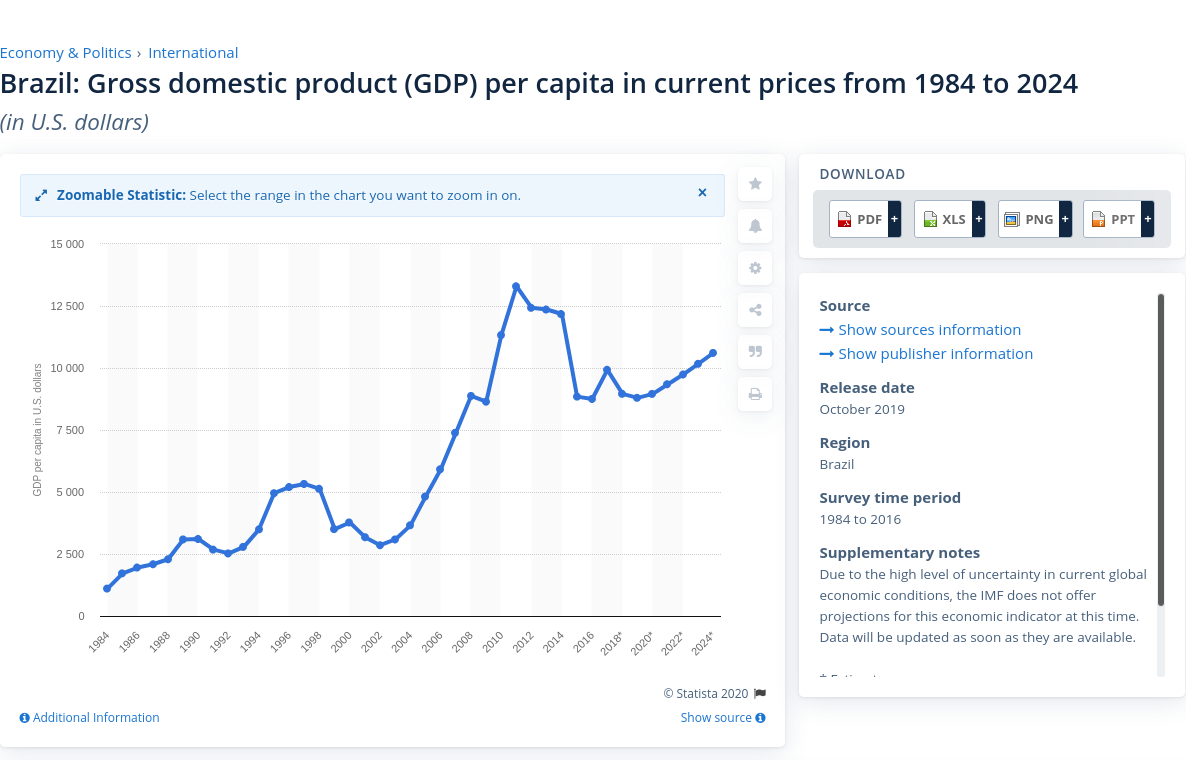 Economy & Politics › International
Brazil: Gross domestic product (GDP) per capita in current prices from 1984 to 2024
(in U.S. dollars)
Zoomable Statistic: Select the range in the chart you want to zoom in on.
×
15 000
12 500
10 000
7 500
5 000
2 500
0
GDP per capita in U.S. dollars
1984
1986
1988
1990
1992
1994
1996
1998
2000
2002
2004
2006
2008
2010
2012
2014
2016
2018*
2020*
2022*
2024*
© Statista 2020
Additional Information
Show source
DOWNLOAD
PDF + XLS + PNG + PPT +
Source
Show sources information
Show publisher information
Release date
October 2019
Region
Brazil
Survey time period
1984 to 2016
Supplementary notes
Due to the high level of uncertainty in current global
economic conditions, the IMF does not offer
projections for this economic indicator at this time.
Data will be updated as soon as they are available.